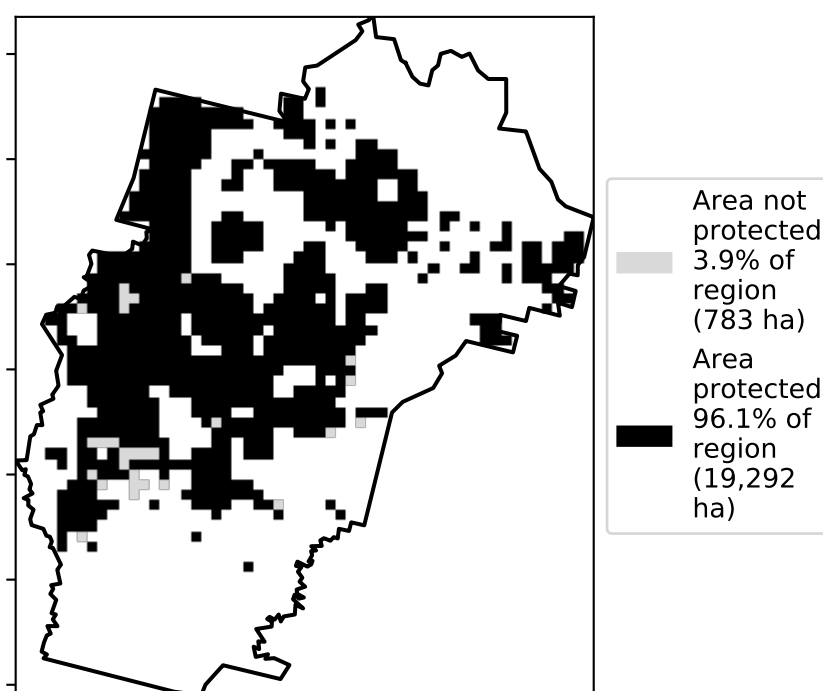 Area not
protected
3.9% of
region
(783 ha)
Area
protected
96.1% of
region
(19,292
ha)